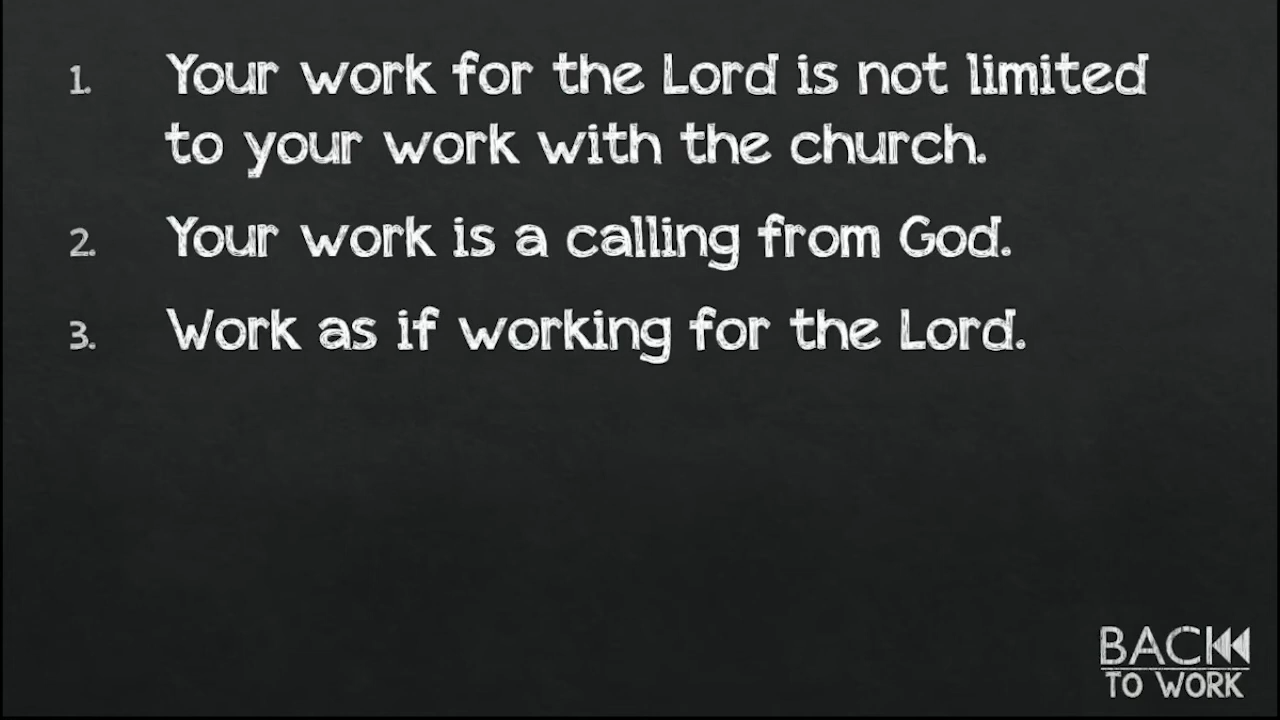 1. Your work for the Lord is not limited
to your work with the church.
2. Your work is a calling from God.
3. Work as if working for the Lord.
BACK
TO WORK